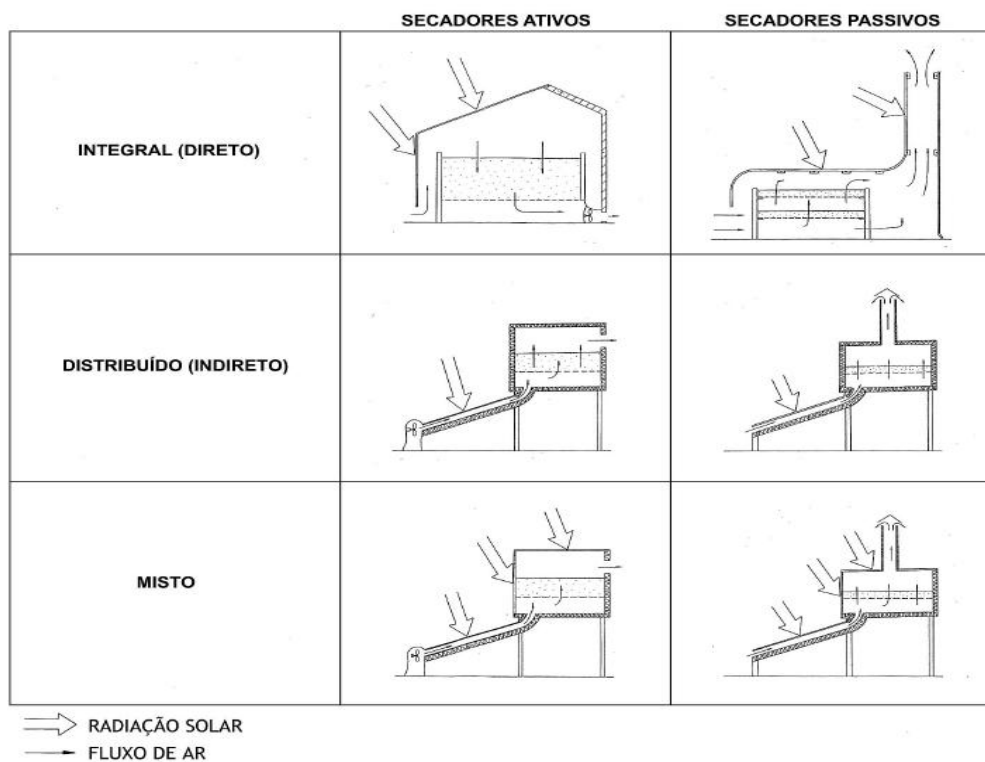 SECADORES ATIVOS
SECADORES PASSIVOS
INTEGRAL (DIRETO)
DISTRIBUÍDO (INDIRETO)
MISTO
RADIAÇÃO SOLAR
FLUXO DE AR